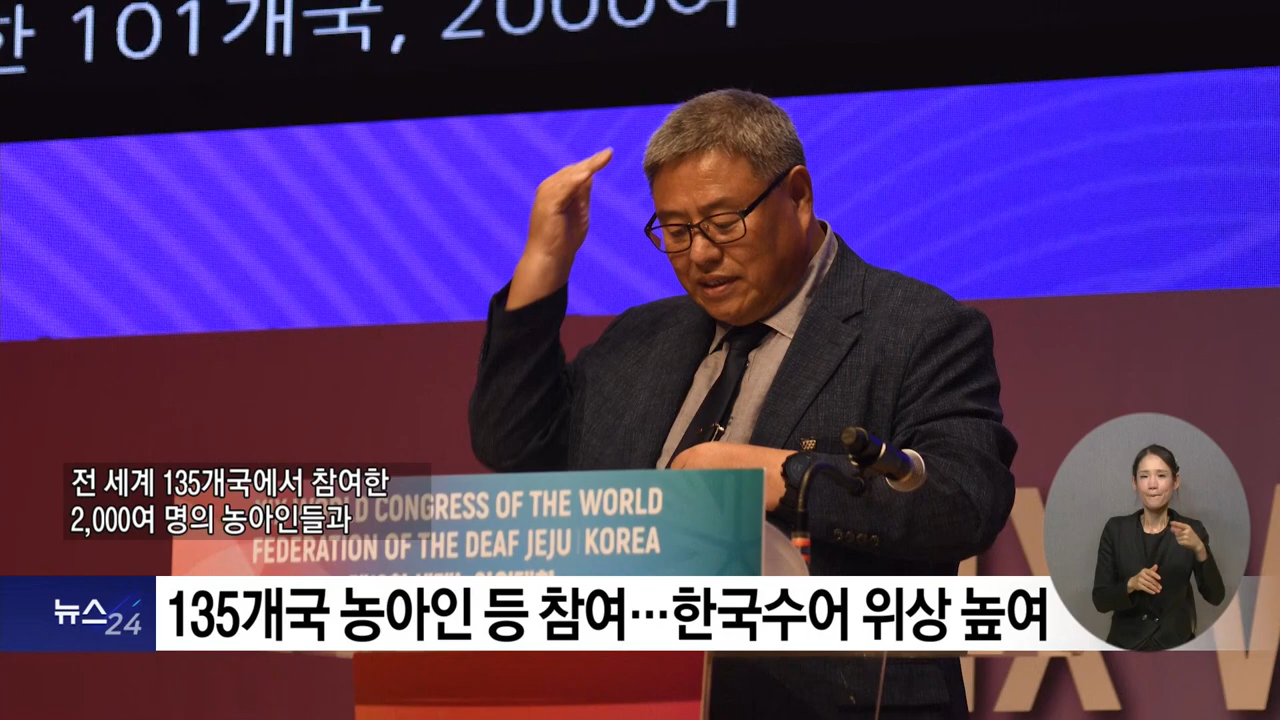 한 101개국, 2000여
전 세계 135개국에서 참여한
2,000여 명의 농아인들과
XIX WORLD CONGRESS OF THE WORLD
FEDERATION OF THE DEAF JEJU | KOREA
뉴스24
135개국 농아인 등 참여…한국수어 위상 높여
IX W